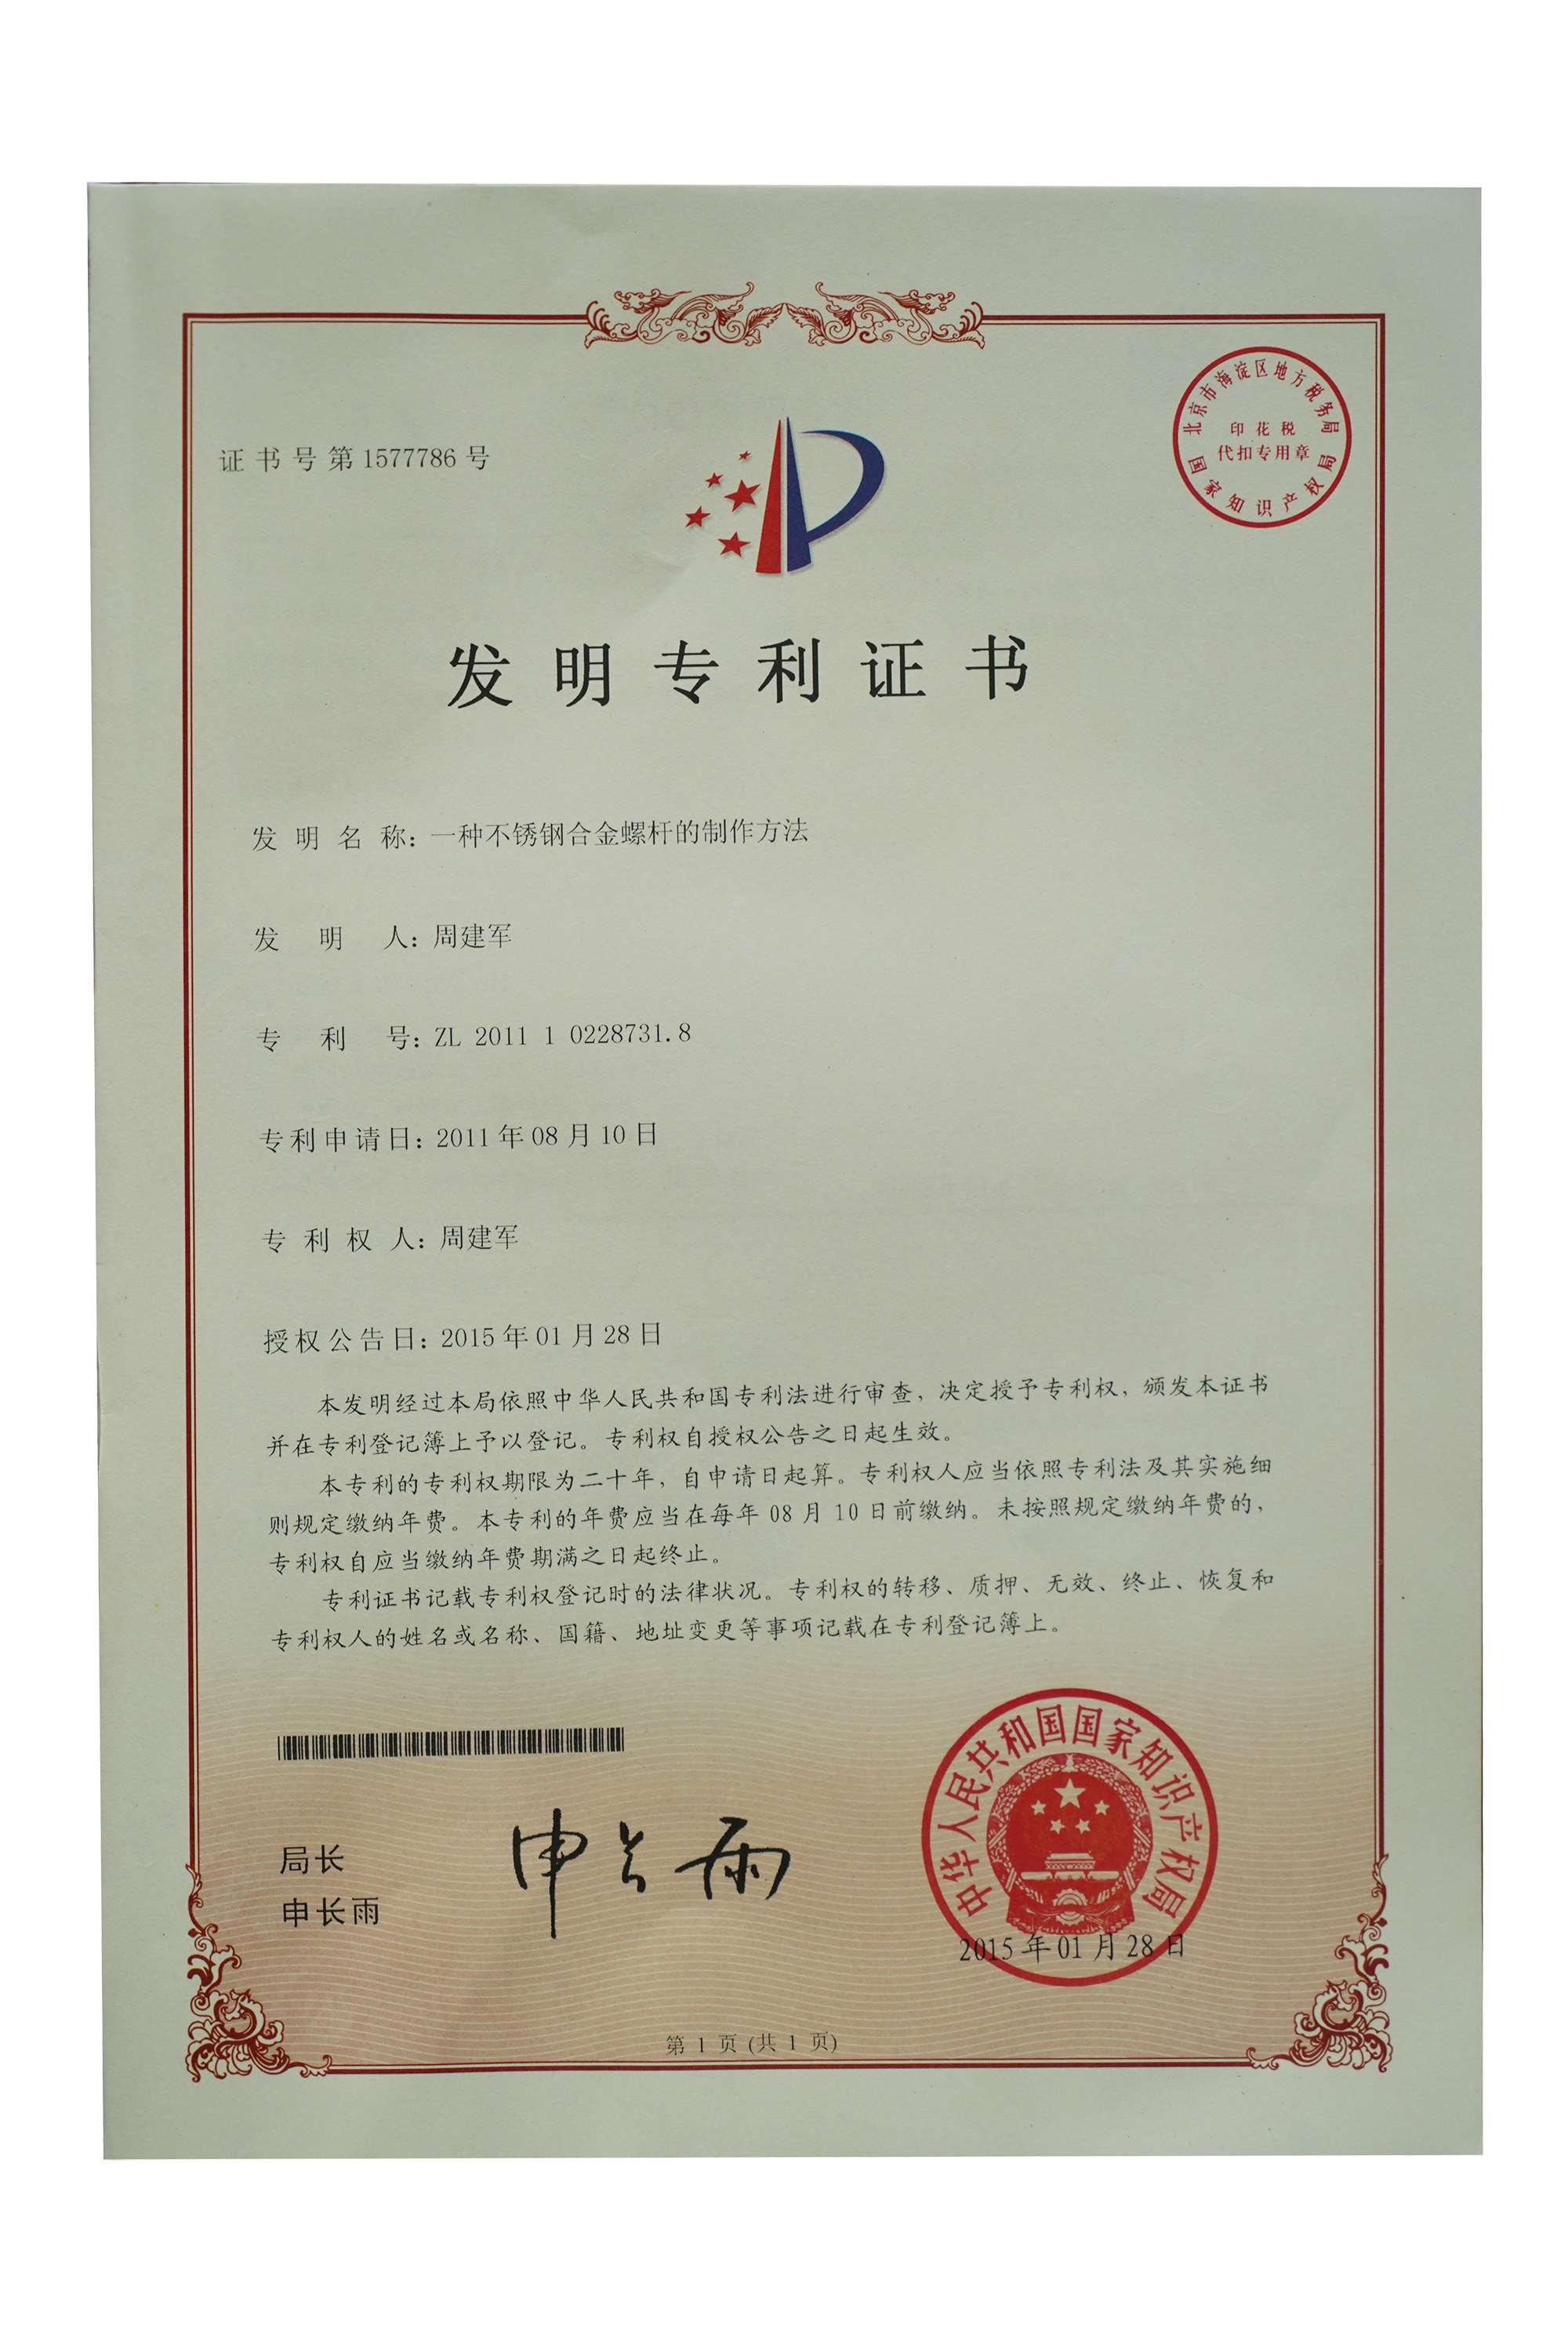 证书号第1577786号
北京市海淀区地方税务局
印花税
代扣专用章
国家知识产权局
发明专利证书
发明名称：一种不锈钢合金螺杆的制作方法
发明人：周建军
专利号：ZL 2011 1 0228731.8
专利申请日：2011年08月10日
专利权人：周建军
授权公告日：2015年01月28日
本发明经过本局依照中华人民共和国专利法进行审查，决定授予专利权，颁发本证书
并在专利登记簿上予以登记。专利权自授权公告之日起生效。
本专利的专利权期限为二十年，自申请日起算。专利权人应当依照专利法及其实施细
则规定缴纳年费。本专利的年费应当在每年08月10日前缴纳。未按照规定缴纳年费的，
专利权自应当缴纳年费期满之日起终止。
专利证书记载专利权登记时的法律状况。专利权的转移、质押、无效、终止、恢复和
专利权人的姓名或名称、国籍、地址变更等事项记载在专利登记簿上。
局长
申长雨
申长雨
中华人民共和国国家知识产权局
2015年01月28日
第1页(共1页)